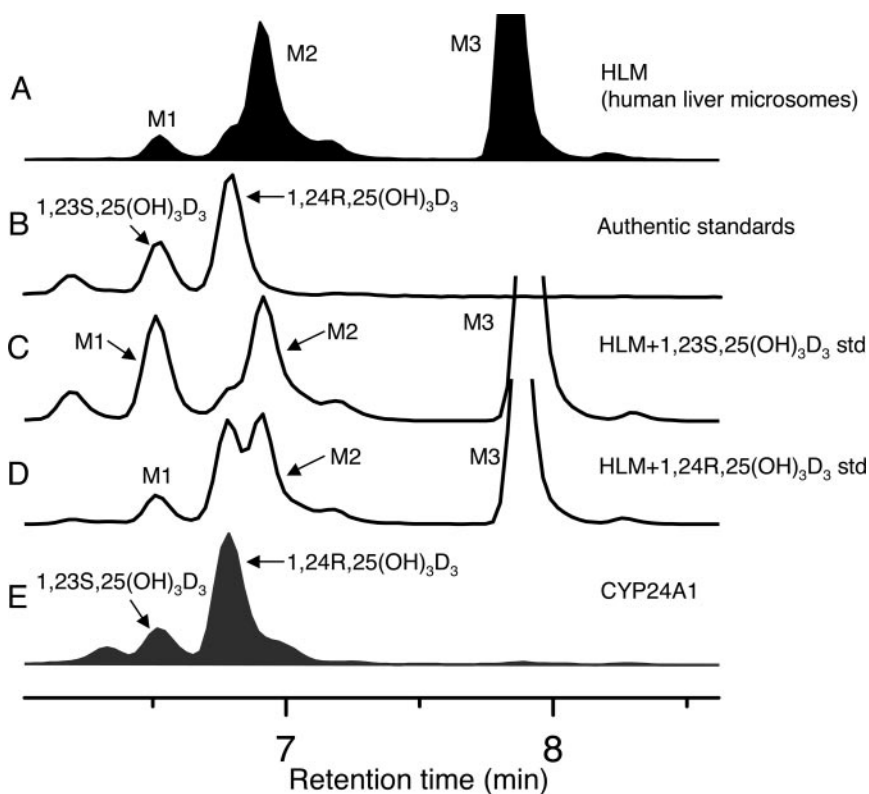 A
M1
M2
M3
HLM
(human liver microsomes)
B
1,23S,25(OH)₃D₃
1,24R,25(OH)₃D₃
Authentic standards
C
M1
M2
M3
HLM+1,23S,25(OH)₃D₃ std
D
M1
M2
M3
HLM+1,24R,25(OH)₃D₃ std
E
1,23S,25(OH)₃D₃
1,24R,25(OH)₃D₃
CYP24A1
7
8
Retention time (min)